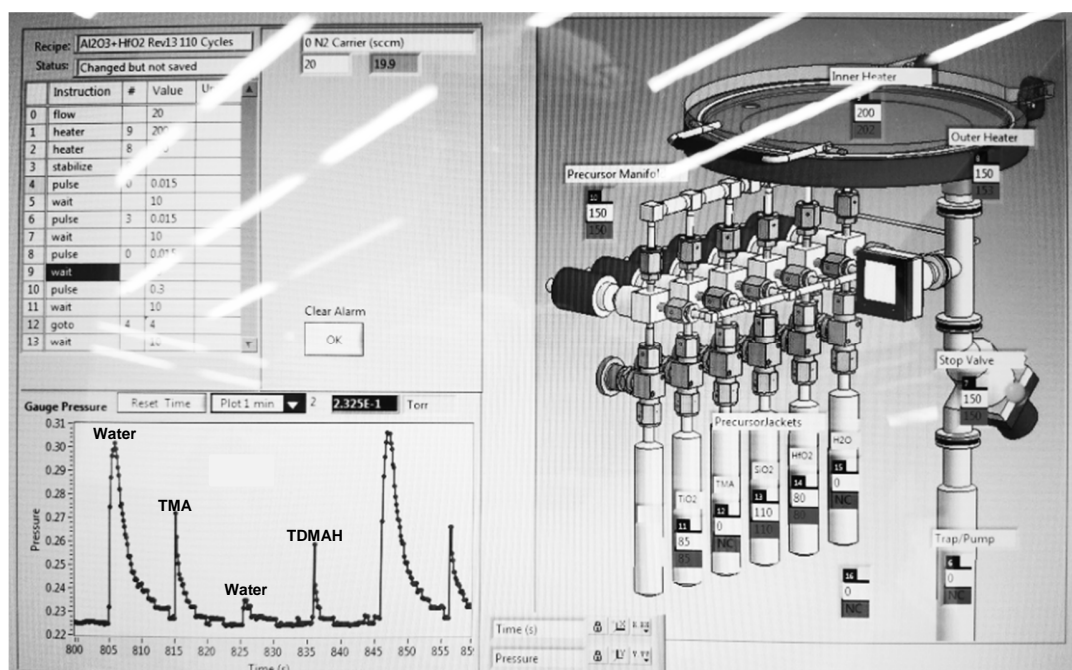 Recipe: Al2O3+HfO2 Rev13 110 Cycles
Status: Changed but not saved
0 N2 Carrier (sccm)
20 19.9
Instruction # Value
0 flow 20
1 heater 9
2 heater 8
3 stabilize
4 pulse 0 0.015
5 wait 10
6 pulse 3 0.015
7 wait 10
8 pulse 0 0.015
9 wait
10 pulse 0.3
11 wait 10
12 goto 4 4
13 wait 10
Clear Alarm
OK
Gauge Pressure Reset Time Plot 1 min 2 2.325E-1 Torr
Pressure
0.31
0.30
0.29
0.28
0.27
0.26
0.25
0.24
0.23
0.22
Water
TMA
Water
TDMAH
800 805 810 815 820 825 830 835 840 845 850 855
Time (s)
Time (s)
Pressure
Inner Heater
200
202
Outer Heater
150
153
Precursor Manifol
10
150
150
Stop Valve
7
150
150
PrecursorJackets
TiO2
11
85
85
TMA
12
0
NC
SiO2
13
110
110
HfO2
14
80
80
H2O
15
0
NC
16
0
NC
Trap/Pump
6
0
NC